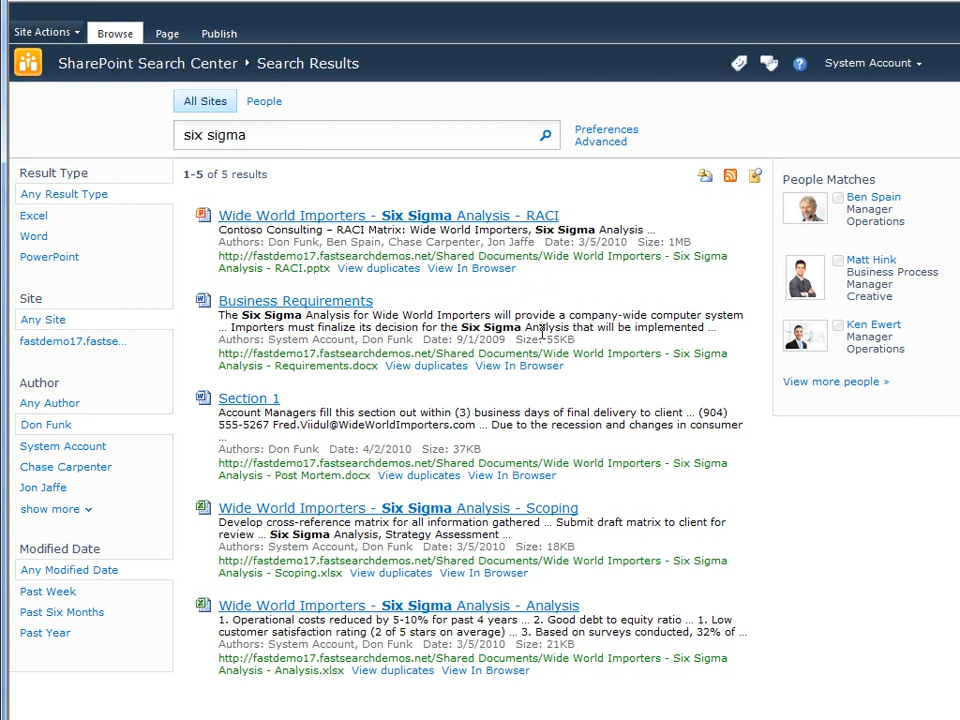 Site Actions
Browse
Page
Publish
SharePoint Search Center ▸ Search Results
System Account
All Sites
People
six sigma
Preferences
Advanced
Result Type
Any Result Type
Excel
Word
PowerPoint
Site
Any Site
fastdemo17.fastse...
Author
Any Author
Don Funk
System Account
Chase Carpenter
Jon Jaffe
show more
Modified Date
Any Modified Date
Past Week
Past Six Months
Past Year
1-5 of 5 results
Wide World Importers - Six Sigma Analysis - RACI
Contoso Consulting – RACI Matrix: Wide World Importers, Six Sigma Analysis ...
Authors: Don Funk, Ben Spain, Chase Carpenter, Jon Jaffe Date: 3/5/2010 Size: 1MB
http://fastdemo17.fastsearchdemos.net/Shared Documents/Wide World Importers - Six Sigma
Analysis - RACI.pptx View duplicates View In Browser
Business Requirements
The Six Sigma Analysis for Wide World Importers will provide a company-wide computer system
... Importers must finalize its decision for the Six Sigma Analysis that will be implemented ...
Authors: System Account, Don Funk Date: 9/1/2009 Size: 55KB
http://fastdemo17.fastsearchdemos.net/Shared Documents/Wide World Importers - Six Sigma
Analysis - Requirements.docx View duplicates View In Browser
Section 1
Account Managers fill this section out within (3) business days of final delivery to client ... (904)
555-5267 Fred.Viidul@WideWorldImporters.com ... Due to the recession and changes in consumer
...
Authors: Don Funk Date: 4/2/2010 Size: 37KB
http://fastdemo17.fastsearchdemos.net/Shared Documents/Wide World Importers - Six Sigma
Analysis - Post Mortem.docx View duplicates View In Browser
Wide World Importers - Six Sigma Analysis - Scoping
Develop cross-reference matrix for all information gathered ... Submit draft matrix to client for
review ... Six Sigma Analysis, Strategy Assessment ...
Authors: System Account, Don Funk Date: 3/5/2010 Size: 18KB
http://fastdemo17.fastsearchdemos.net/Shared Documents/Wide World Importers - Six Sigma
Analysis - Scoping.xlsx View duplicates View In Browser
Wide World Importers - Six Sigma Analysis - Analysis
1. Operational costs reduced by 5-10% for past 4 years ... 2. Good debt to equity ratio ... 1. Low
customer satisfaction rating (2 of 5 stars on average) ... 3. Based on surveys conducted, 32% of ...
Authors: System Account, Don Funk Date: 3/5/2010 Size: 21KB
http://fastdemo17.fastsearchdemos.net/Shared Documents/Wide World Importers - Six Sigma
Analysis - Analysis.xlsx View duplicates View In Browser
People Matches
Ben Spain
Manager
Operations
Matt Hink
Business Process
Manager
Creative
Ken Ewert
Manager
Operations
View more people »